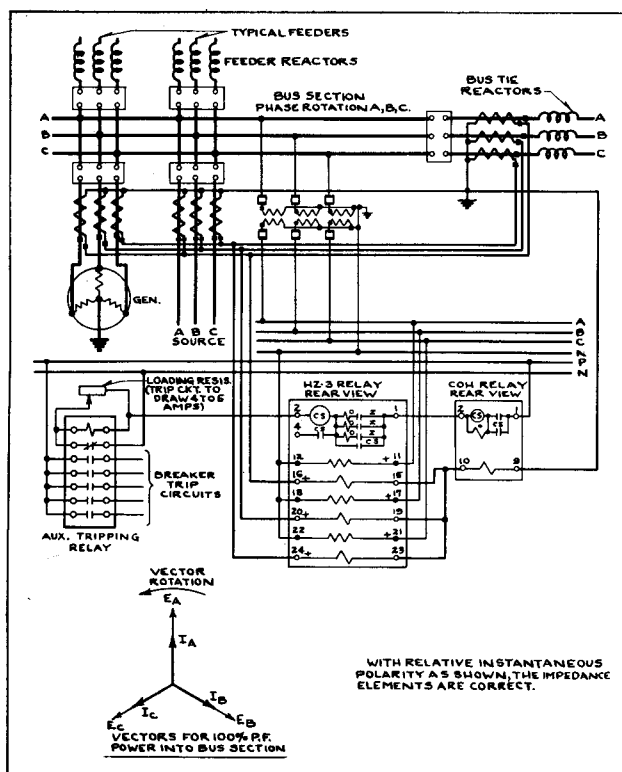 TYPICAL FEEDERS
FEEDER REACTORS
BUS TIE
REACTORS
BUS SECTION
PHASE ROTATION A, B, C.
A
B
C
A
B
C
GEN.
A B C
SOURCE
A
B
C
N
P
N
LOADING RESIS.
(TRIP CKT. TO
DRAW 4 TO 5
AMPS)
HZ-3 RELAY
REAR VIEW
COH RELAY
REAR VIEW
2
CS
1
4
CS
CS
Z
Z
Z
2
CS
CS
1
12
+11
16+
15
18
+17
20+
19
22
+21
24+
23
10
9
BREAKER
TRIP
CIRCUITS
AUX. TRIPPING
RELAY
VECTOR
ROTATION
EA
IA
IC
IB
EC
EB
VECTORS FOR 100% P.F.
POWER INTO BUS SECTION
WITH RELATIVE INSTANTANEOUS
POLARITY AS SHOWN, THE IMPEDANCE
ELEMENTS ARE CORRECT.